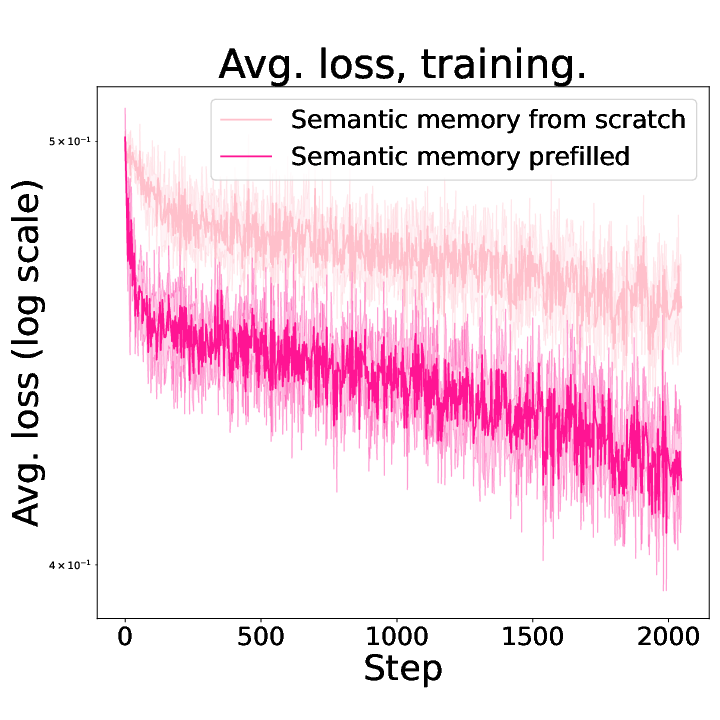 Avg. loss, training.
Semantic memory from scratch
Semantic memory prefilled
Avg. loss (log scale)
5 × 10⁻¹
4 × 10⁻¹
0 500 1000 1500 2000
Step